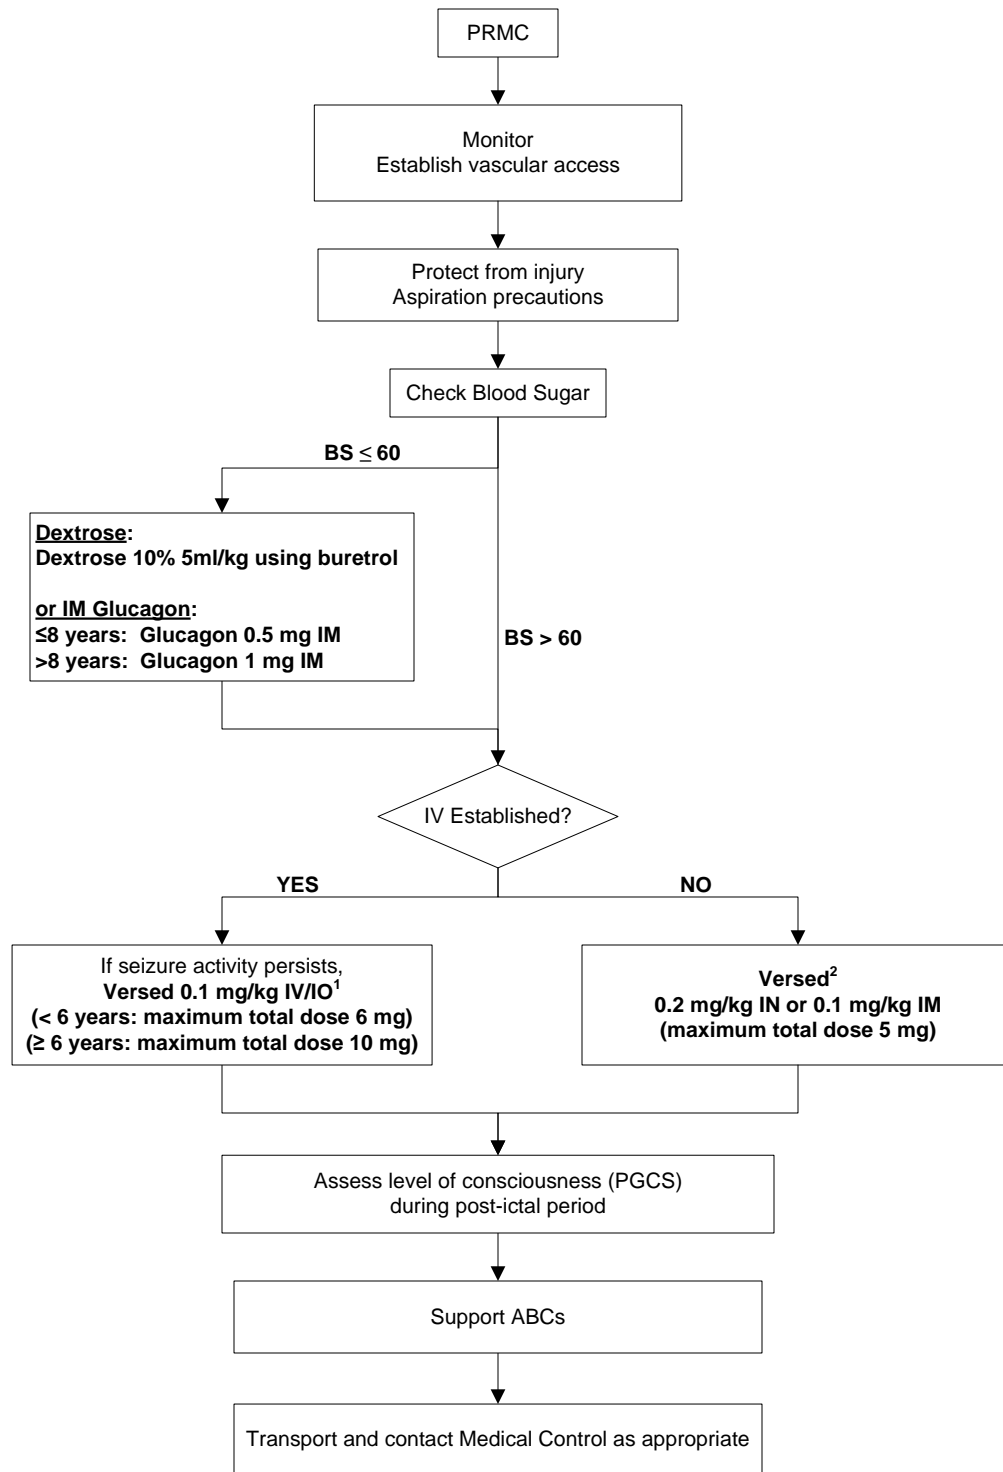 PRMC
Monitor
Establish vascular access
Protect from injury
Aspiration precautions
Check Blood Sugar
BS ≤ 60
Dextrose:
Dextrose 10% 5ml/kg using buretrol
or IM Glucagon:
≤8 years:  Glucagon 0.5 mg IM
>8 years:  Glucagon 1 mg IM
BS > 60
IV Established?
YES
NO
If seizure activity persists,
Versed 0.1 mg/kg IV/IO¹
(< 6 years: maximum total dose 6 mg)
(≥ 6 years: maximum total dose 10 mg)
Versed²
0.2 mg/kg IN or 0.1 mg/kg IM
(maximum total dose 5 mg)
Assess level of consciousness (PGCS)
during post-ictal period
Support ABCs
Transport and contact Medical Control as appropriate